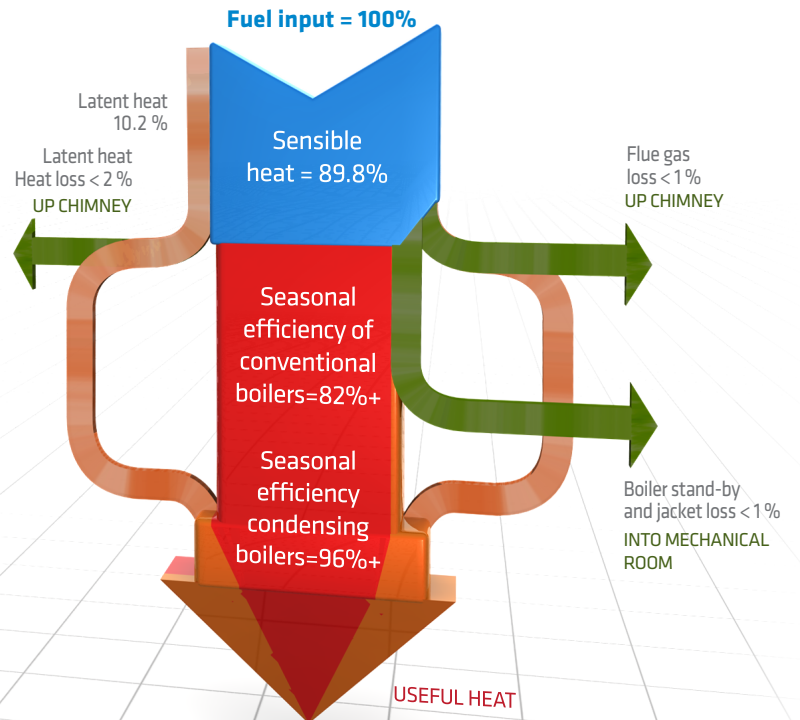 Fuel input = 100%
Latent heat
10.2 %
Sensible
heat = 89.8%
Latent heat
Heat loss < 2 %
UP CHIMNEY
Flue gas
loss < 1 %
UP CHIMNEY
Seasonal
efficiency of
conventional
boilers=82%+
Seasonal
efficiency
condensing
boilers=96%+
Boiler stand-by
and jacket loss < 1 %
INTO MECHANICAL
ROOM
USEFUL HEAT